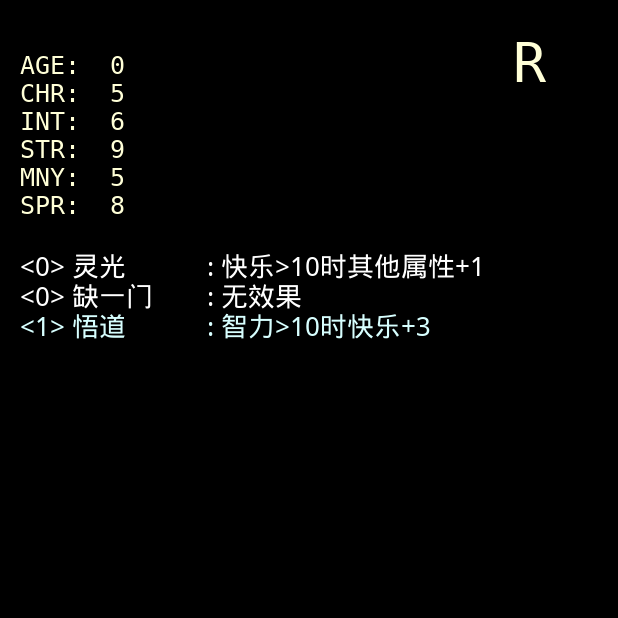 R
AGE: 0
CHR: 5
INT: 6
STR: 9
MNY: 5
SPR: 8
<0> 灵光 : 快乐>10时其他属性+1
<0> 缺一门 : 无效果
<1> 悟道 : 智力>10时快乐+3